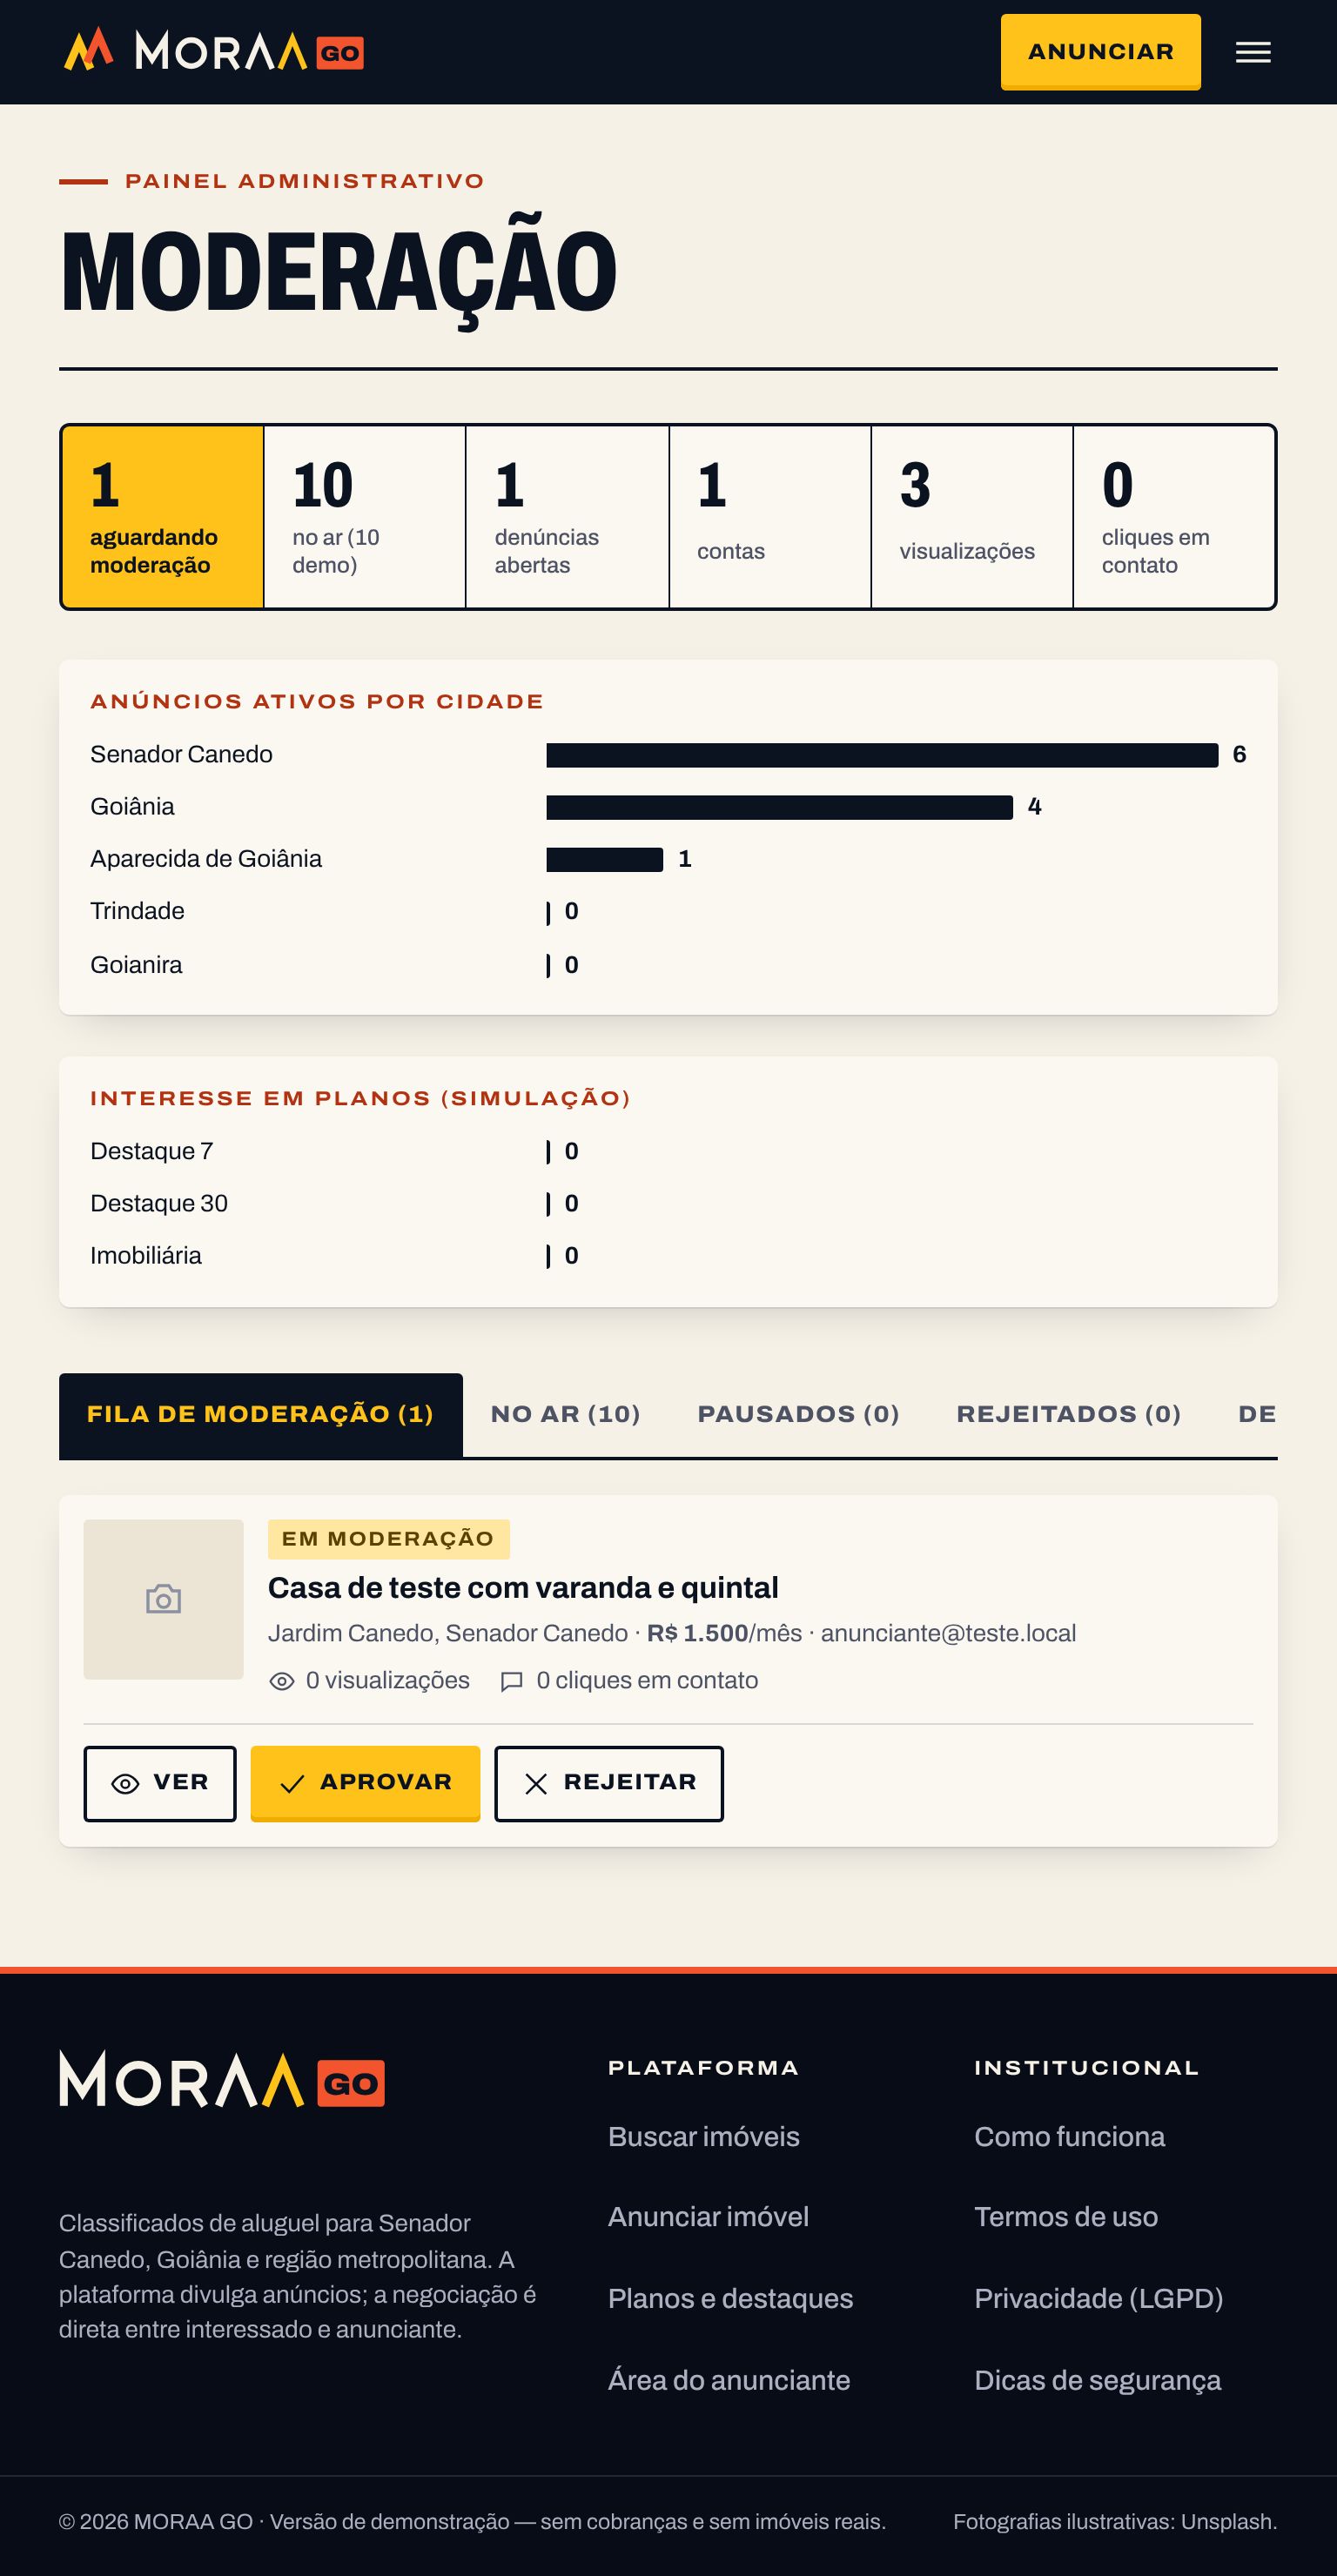 MORAA GO
ANUNCIAR
PAINEL ADMINISTRATIVO
MODERAÇÃO
1
aguardando
moderação
10
no ar (10
demo)
1
denúncias
abertas
1
contas
3
visualizações
0
cliques em
contato
ANÚNCIOS ATIVOS POR CIDADE
Senador Canedo 6
Goiânia 4
Aparecida de Goiânia 1
Trindade 0
Goianira 0
INTERESSE EM PLANOS (SIMULAÇÃO)
Destaque 7 0
Destaque 30 0
Imobiliária 0
FILA DE MODERAÇÃO (1) NO AR (10) PAUSADOS (0) REJEITADOS (0) DE
EM MODERAÇÃO
Casa de teste com varanda e quintal
Jardim Canedo, Senador Canedo · R$ 1.500/mês · anunciante@teste.local
0 visualizações 0 cliques em contato
VER APROVAR REJEITAR
MORAA GO
Classificados de aluguel para Senador
Canedo, Goiânia e região metropolitana. A
plataforma divulga anúncios; a negociação é
direta entre interessado e anunciante.
PLATAFORMA
Buscar imóveis
Anunciar imóvel
Planos e destaques
Área do anunciante
INSTITUCIONAL
Como funciona
Termos de uso
Privacidade (LGPD)
Dicas de segurança
© 2026 MORAA GO · Versão de demonstração — sem cobranças e sem imóveis reais.
Fotografias ilustrativas: Unsplash.